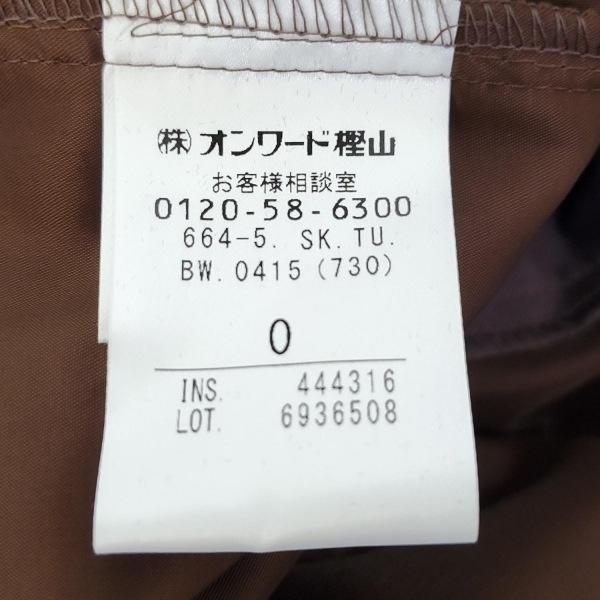 (株)オンワード樫山
お客様相談室
0120-58-6300
664-5. SK. TU.
BW. 0415 (730)
0
INS. 444316
LOT. 6936508